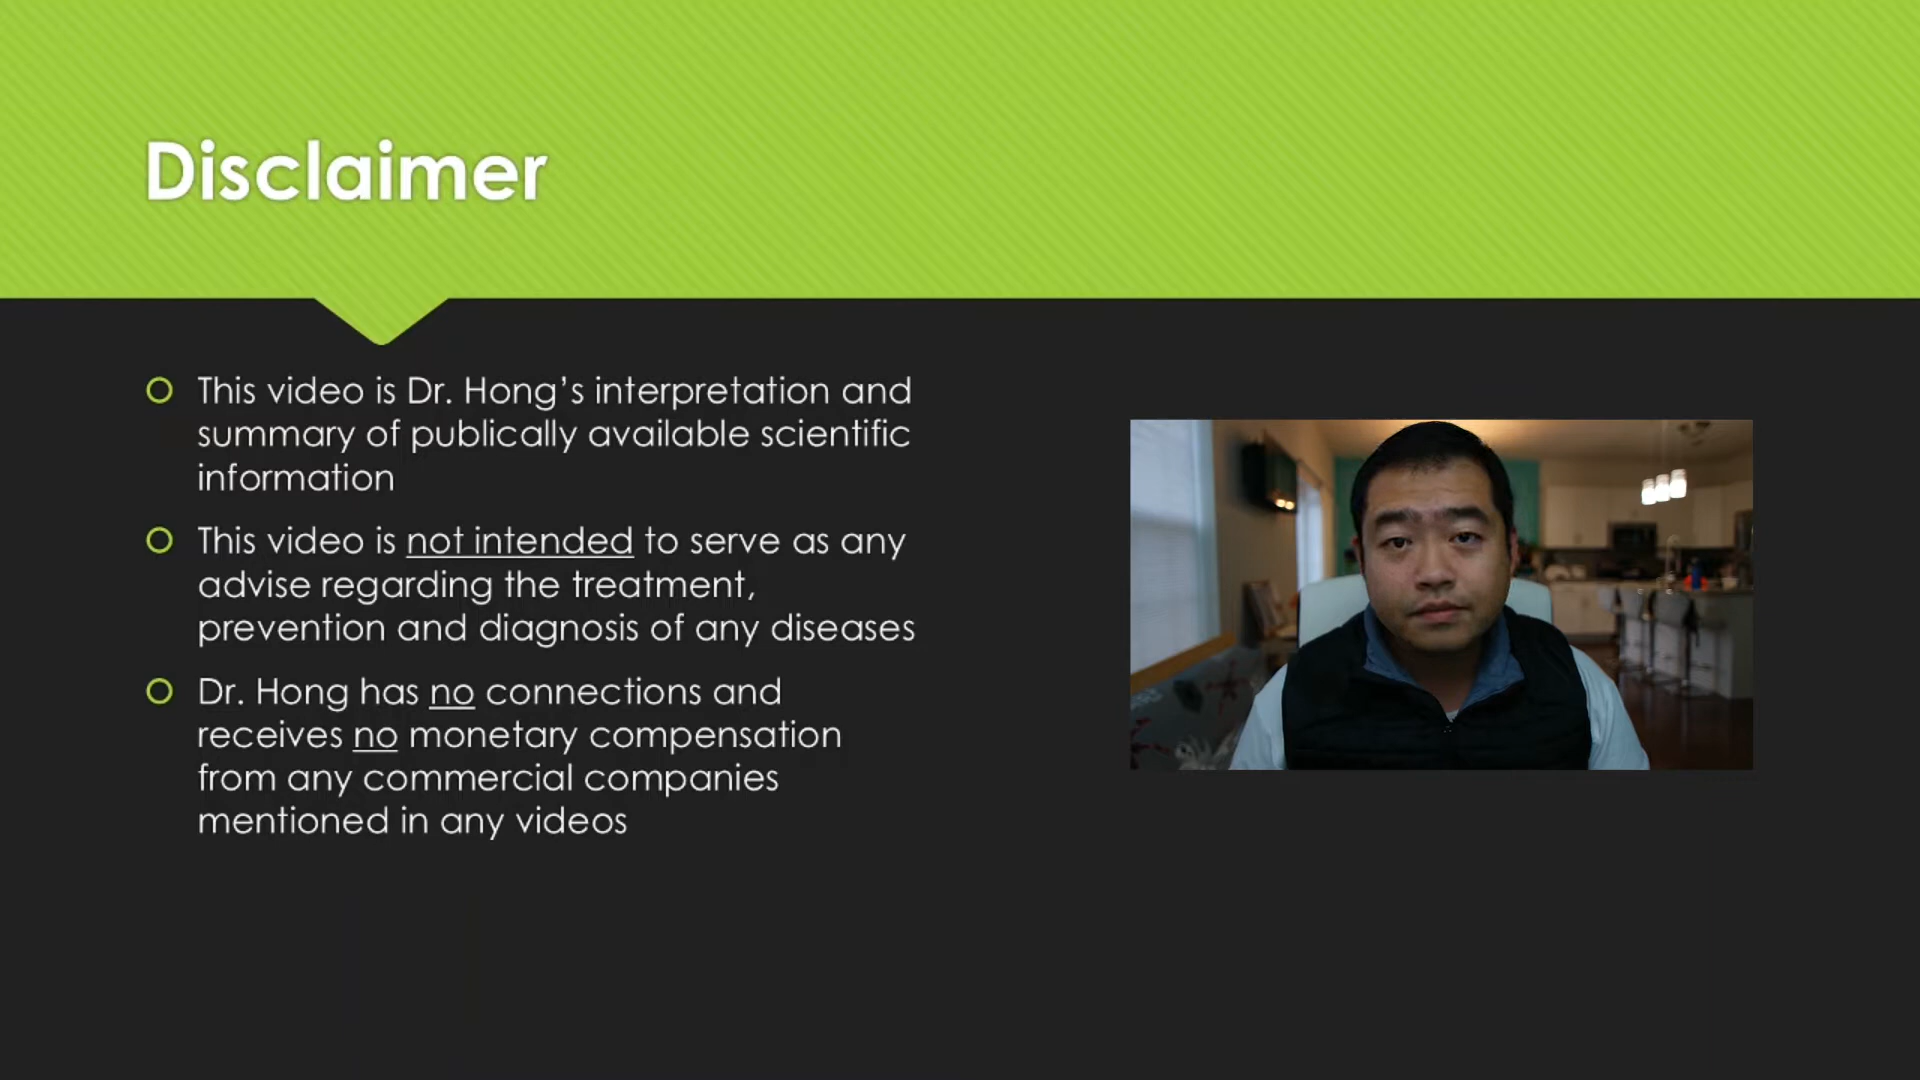 Disclaimer
This video is Dr. Hong’s interpretation and
summary of publically available scientific
information
This video is not intended to serve as any
advise regarding the treatment,
prevention and diagnosis of any diseases
Dr. Hong has no connections and
receives no monetary compensation
from any commercial companies
mentioned in any videos